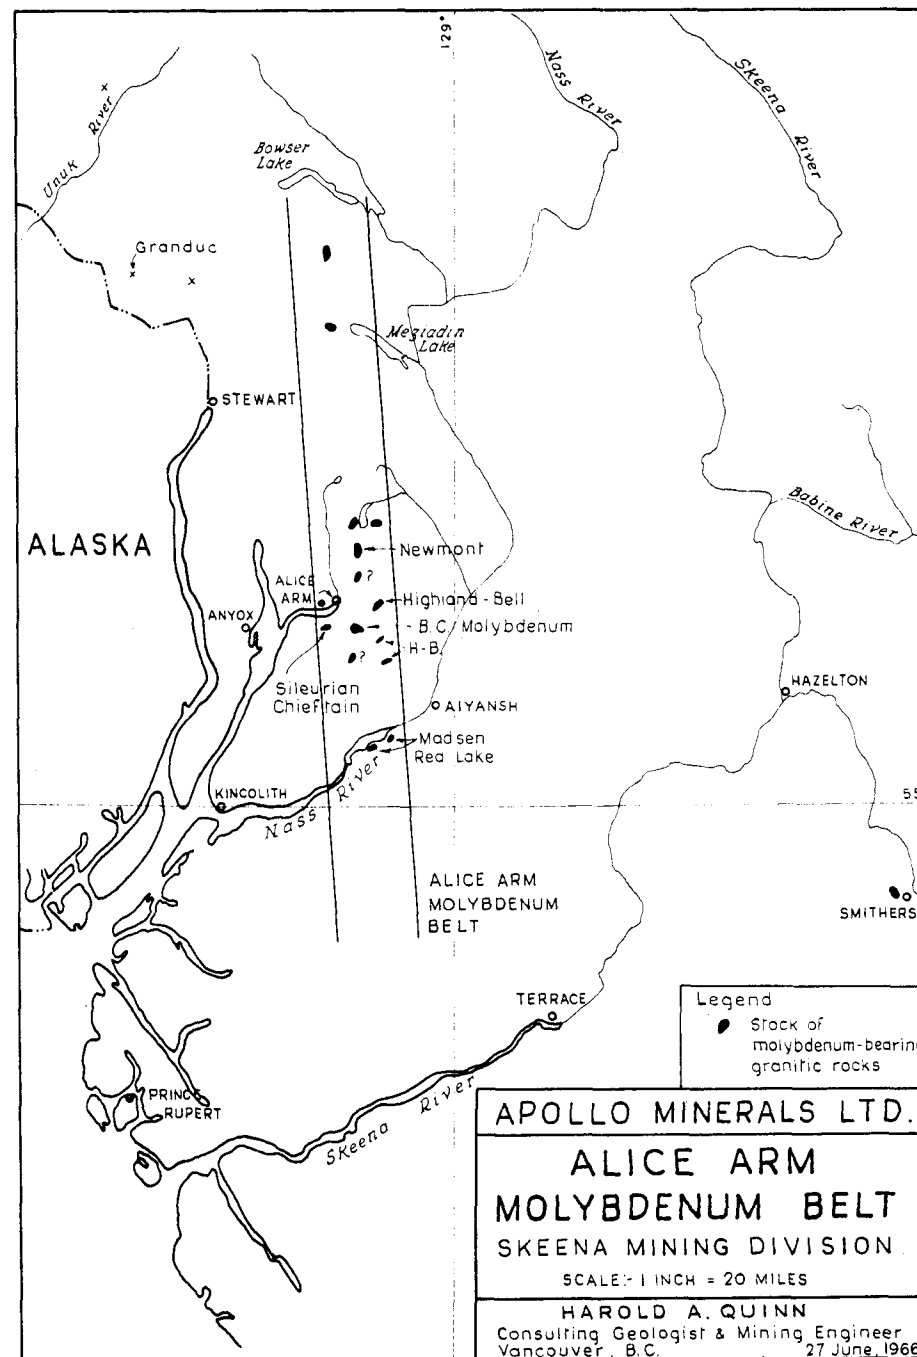 129°
Nass
River
Skeena
River
Unuk
River
Bowser
Lake
Granduc
Meziadin
Lake
STEWART
ALASKA
Babine River
Newmont
?
ALICE
ARM
Highland-Bell
ANYOX
B.C. Molybdenum
H-B.
?
Sileurian
Chieftain
HAZELTON
AIYANSH
Madsen
Red Lake
KINCOLITH
Nass River
55
ALICE ARM
MOLYBDENUM
BELT
SMITHERS
TERRACE
Legend
Stock of
molybdenum-bearing
granitic rocks
PRINCE
RUPERT
Skeena River
APOLLO MINERALS LTD.
ALICE ARM
MOLYBDENUM BELT
SKEENA MINING DIVISION
SCALE:- 1 INCH = 20 MILES
HAROLD A. QUINN
Consulting Geologist & Mining Engineer
Vancouver, B.C. 27 June, 1966